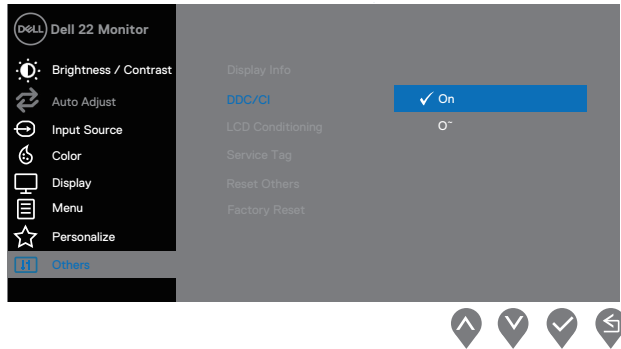 DELL Dell 22 Monitor
Brightness / Contrast
Auto Adjust
Input Source
Color
Display
Menu
Personalize
Others
Display Info
DDC/CI
LCD Conditioning
Service Tag
Reset Others
Factory Reset
✓ On
O~